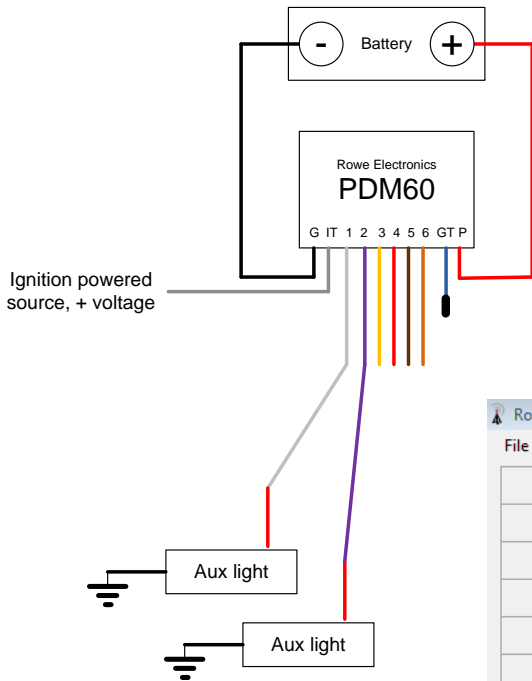 - Battery +
Rowe Electronics
PDM60
G IT 1 2 3 4 5 6 GT P
Ignition powered
source, + voltage
Ro
File
Aux light
Aux light